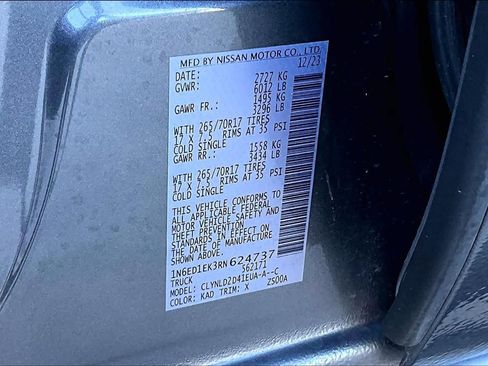 MFD BY NISSAN MOTOR CO., LTD.
DATE: 12/23
GVWR: 2727 KG
6012 LB
GAWR FR.: 1495 KG
3296 LB
WITH 265/70R17 TIRES
17 X 7.5 RIMS AT 35 PSI
COLD SINGLE
GAWR RR.: 1558 KG
3434 LB
WITH 265/70R17 TIRES
17 X 7.5 RIMS AT 35 PSI
COLD SINGLE
THIS VEHICLE CONFORMS TO
ALL APPLICABLE FEDERAL
MOTOR VEHICLE SAFETY AND
THEFT PREVENTION
STANDARDS IN EFFECT ON
THE DATE OF MANUFACTURE
SHOWN ABOVE.
1N6ED1EK3RN624737
TRUCK 562171
MODEL: CLYNLD2D41EUA-A--C
COLOR: KAD TRIM: X ZS00A